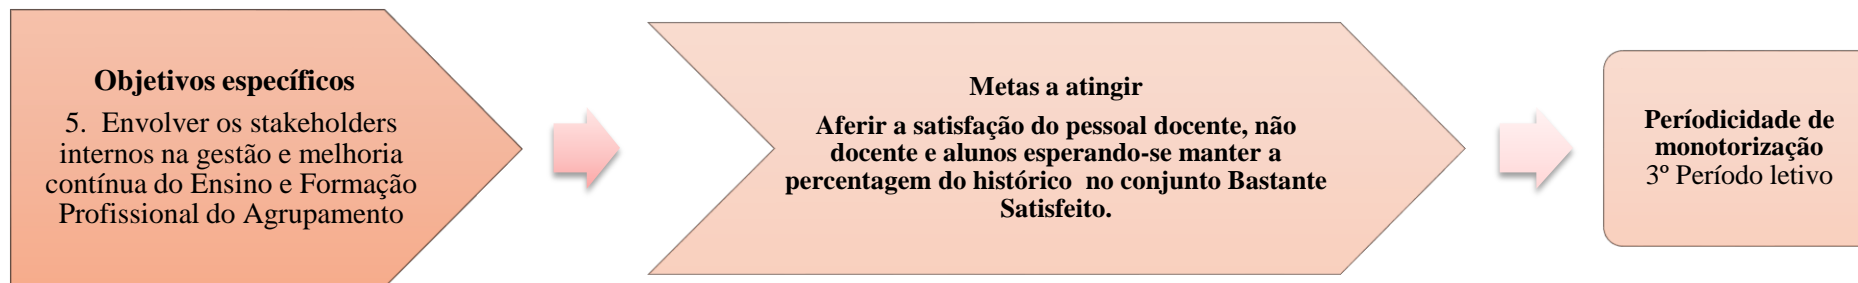 Objetivos específicos
5. Envolver os stakeholders
internos na gestão e melhoria
contínua do Ensino e Formação
Profissional do Agrupamento
Metas a atingir
Aferir a satisfação do pessoal docente, não
docente e alunos esperando-se manter a
percentagem do histórico no conjunto Bastante
Satisfeito.
Períodicidade de
monotorização
3º Período letivo